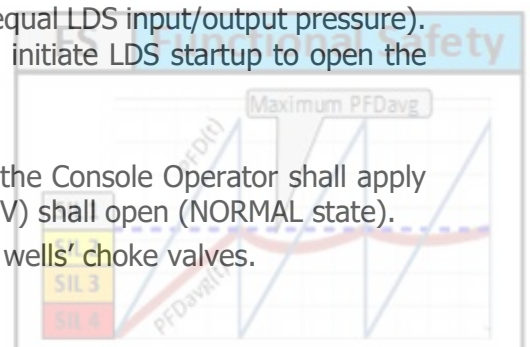 equal LDS input/output pressure).
FS Functional Safety
initiate LDS startup to open the
Maximum PFDavg
PFD(t)
the Console Operator shall apply
V) shall open (NORMAL state).
SIL 2
wells' choke valves.
SIL 3
PFDavg(t)
SIL 4